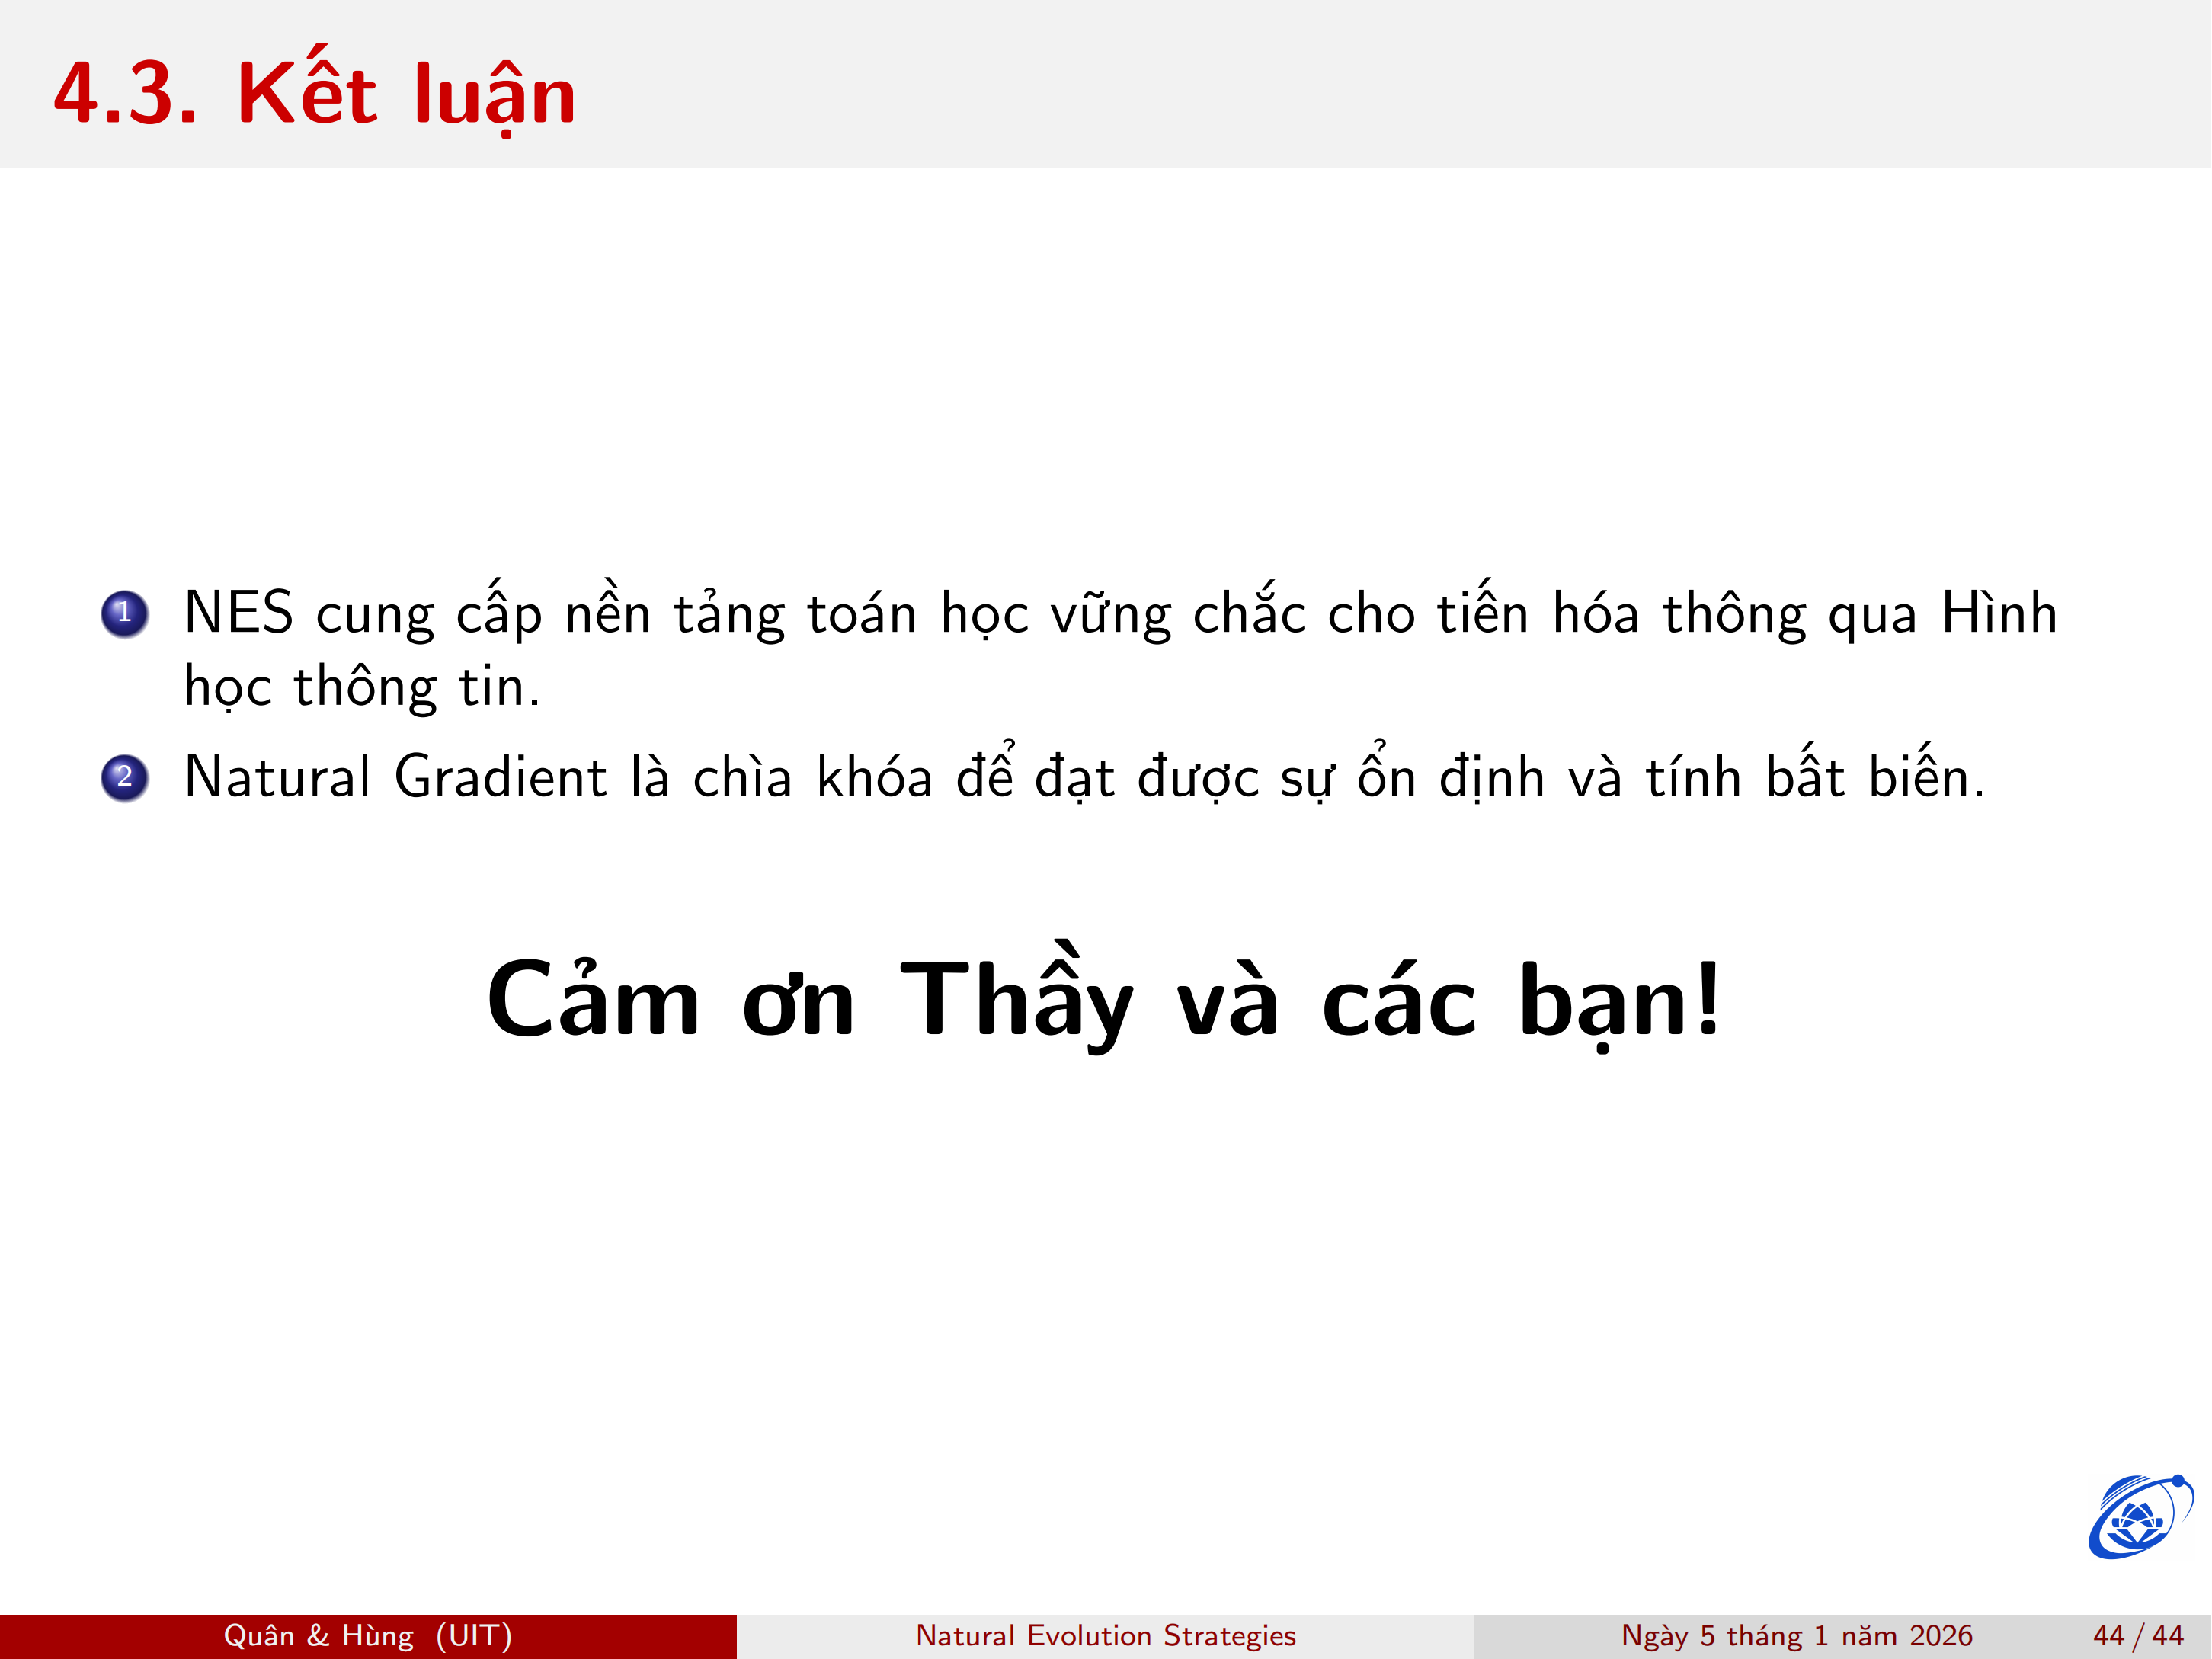 4.3. Kết luận
1 NES cung cấp nền tảng toán học vững chắc cho tiến hóa thông qua Hình
học thông tin.
2 Natural Gradient là chìa khóa để đạt được sự ổn định và tính bất biến.
Cảm ơn Thầy và các bạn!
Quân & Hùng (UIT) Natural Evolution Strategies Ngày 5 tháng 1 năm 2026 44 / 44